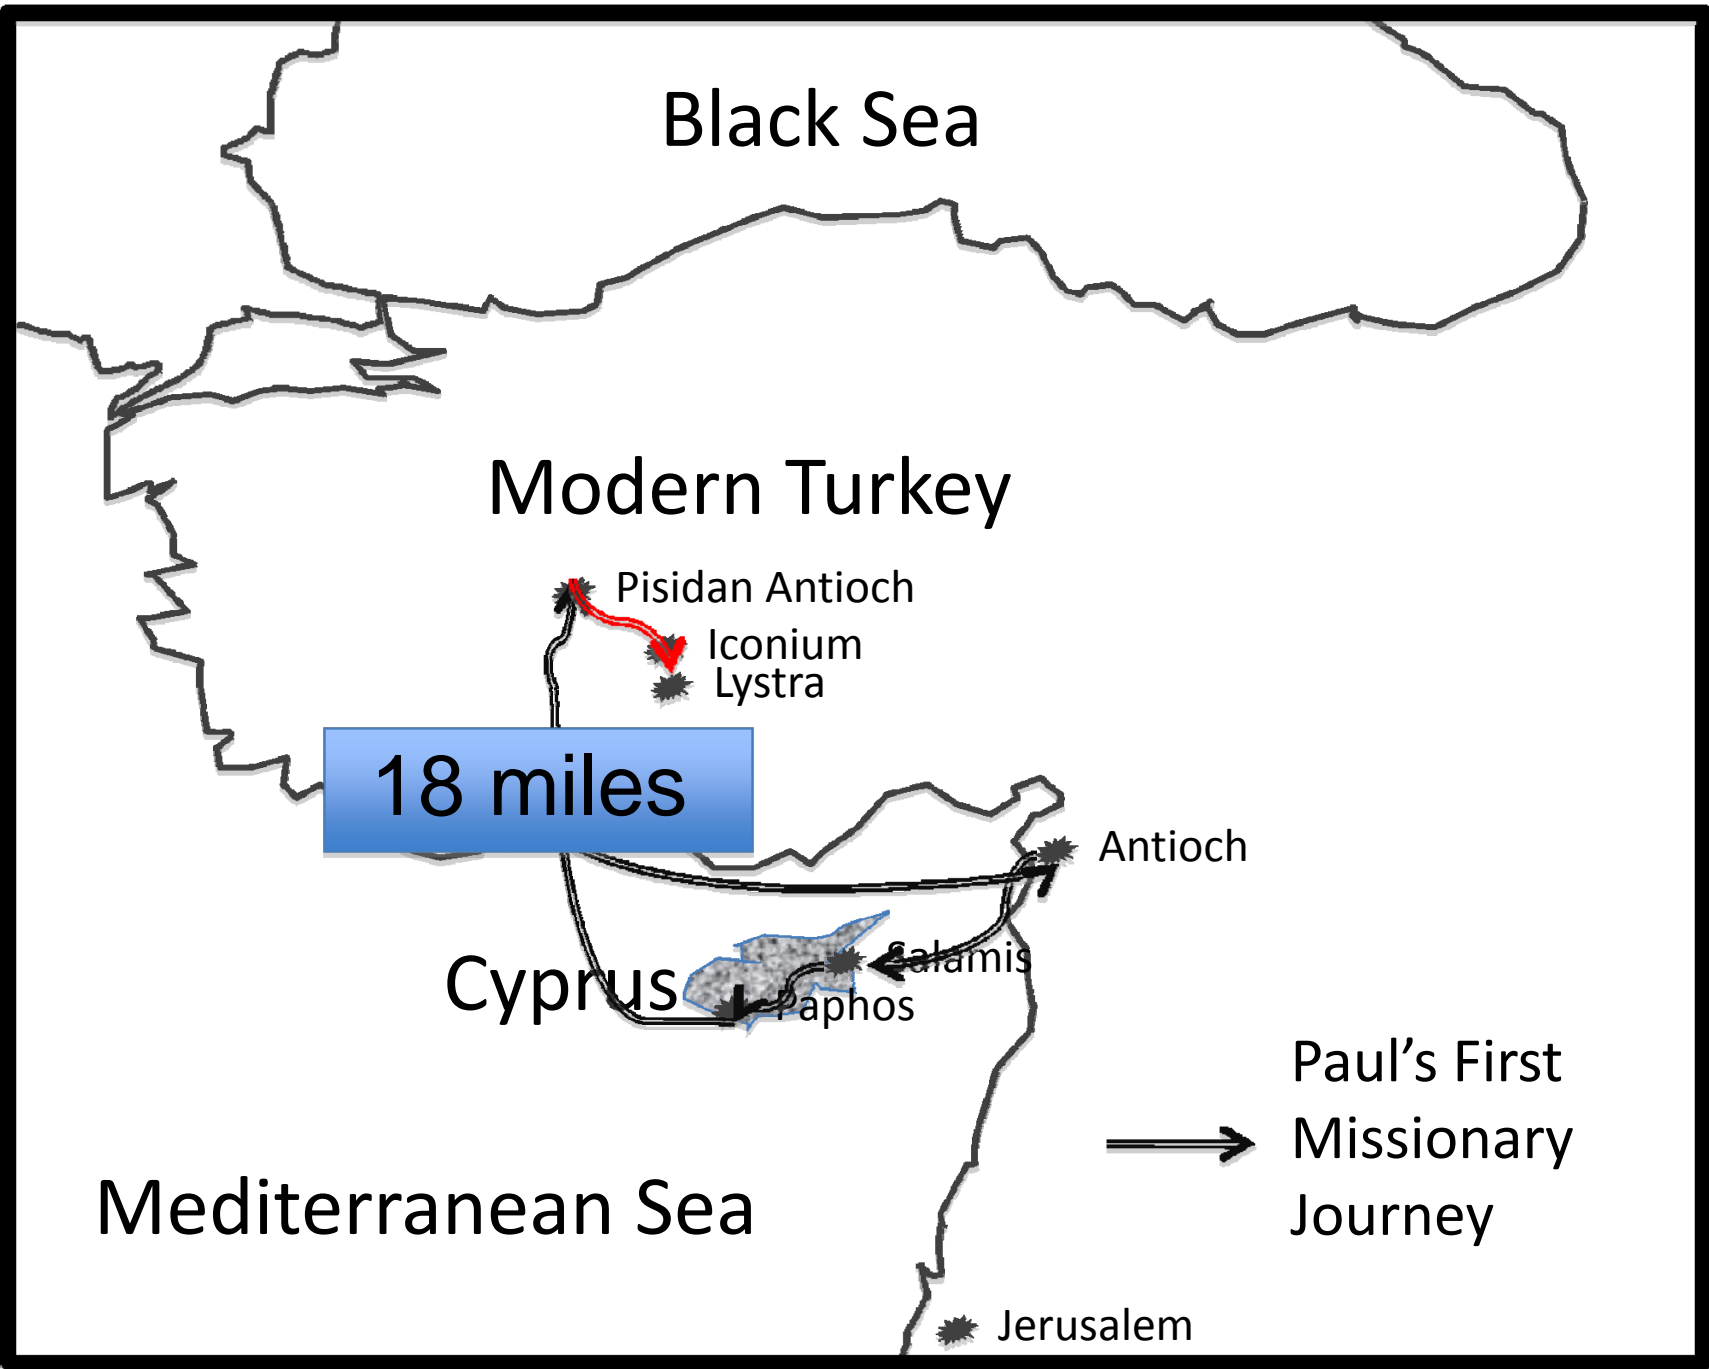 Black Sea
Modern Turkey
Pisidan Antioch
Iconium
Lystra
18 miles
Antioch
Salamis
Cyprus
Paphos
Paul’s First
Missionary
Journey
Mediterranean Sea
Jerusalem